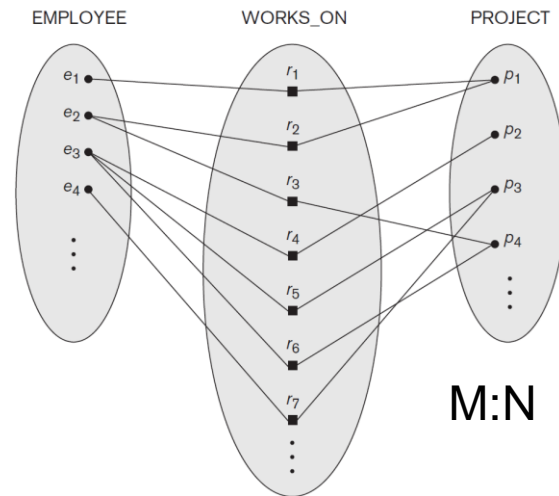 EMPLOYEE WORKS_ON PROJECT
e1
e2
e3
e4
r1
r2
r3
r4
r5
r6
r7
p1
p2
p3
p4
M:N